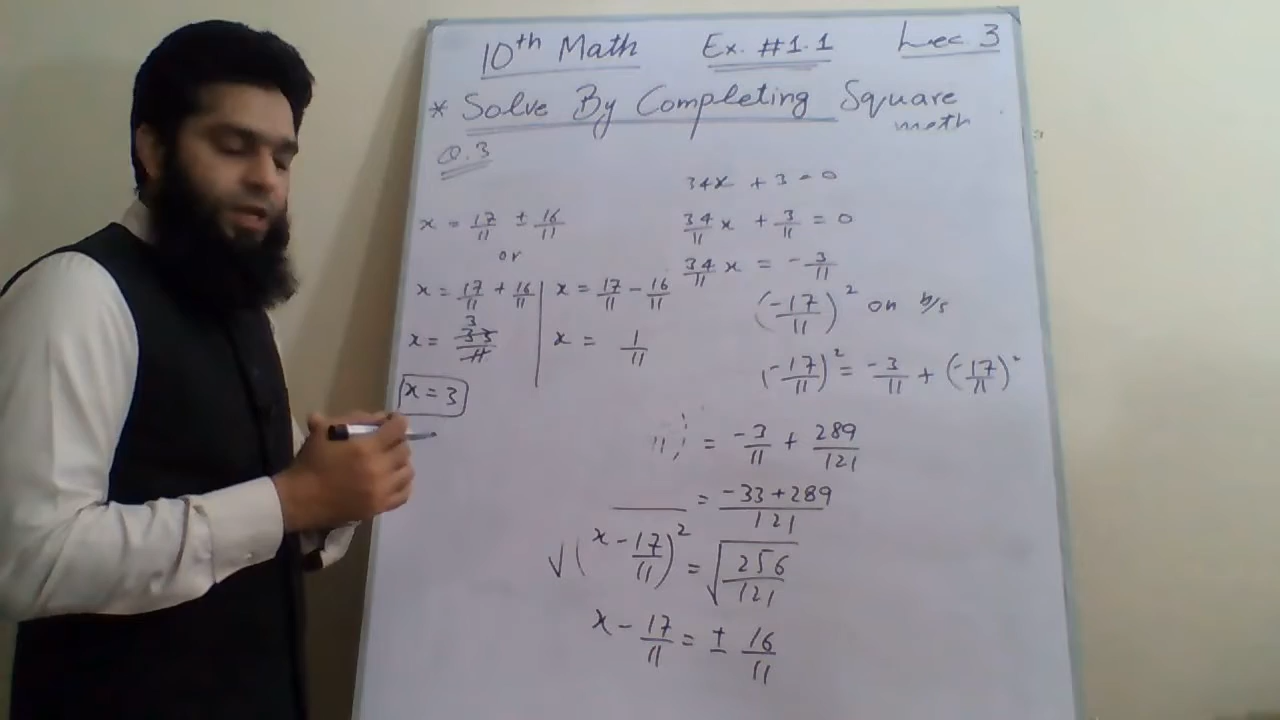 10th Math Ex. #1.1 Lec 3
* Solve By Completing Square
meth
Q.3
x = 17/11 ± 16/11
or
x = 17/11 + 16/11 | x = 17/11 - 16/11
x = 33/11 3 | x = 1/11
x = 3
34x + 3 = 0
34/11 x + 3/11 = 0
34/11 x = - 3/11
(-17/11)² on b/s
(-17/11)² = -3/11 + (-17/11)²
= -3/11 + 289/121
= -33+289/121
√(x - 17/11)² = √256/121
x - 17/11 = ± 16/11